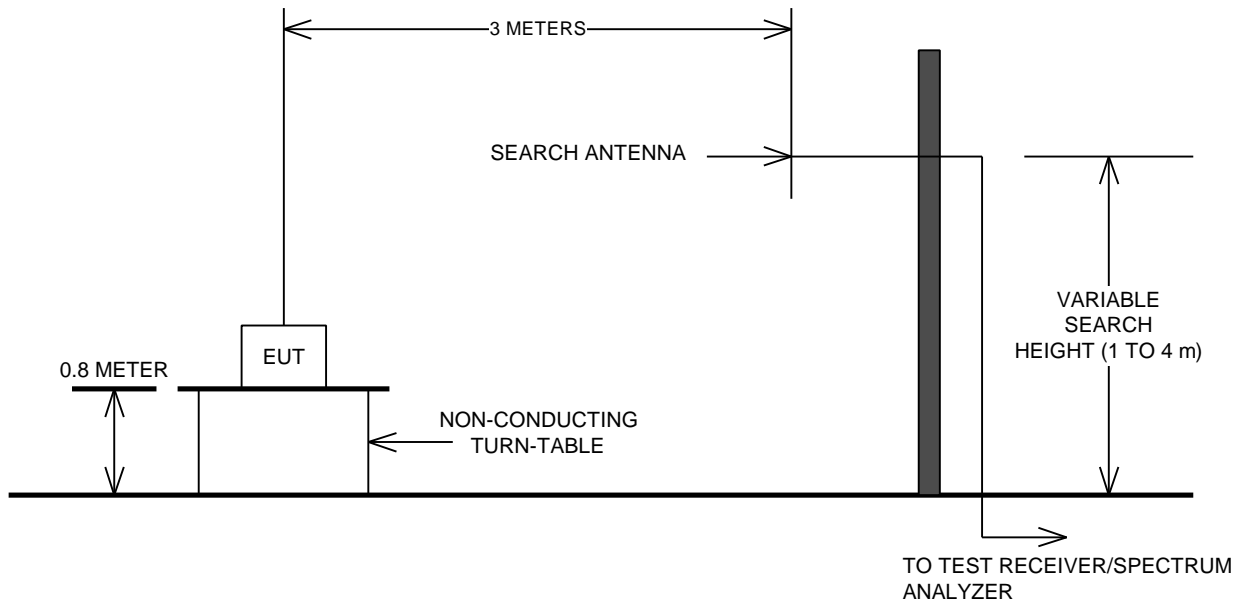 3 METERS
SEARCH ANTENNA
VARIABLE
SEARCH
HEIGHT (1 TO 4 m)
EUT
0.8 METER
NON-CONDUCTING
TURN-TABLE
TO TEST RECEIVER/SPECTRUM
ANALYZER